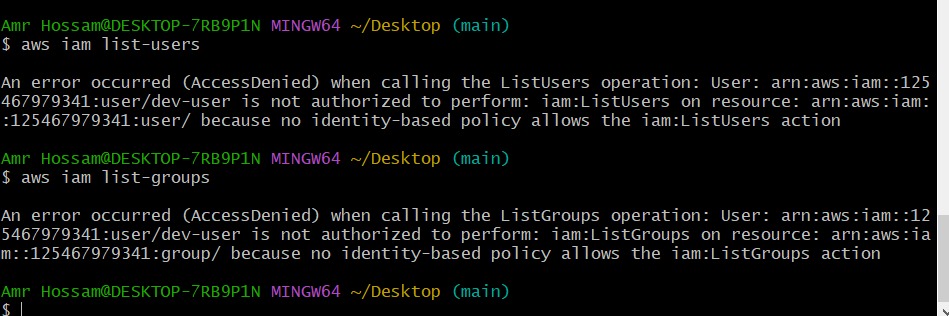 Amr Hossam@DESKTOP-7RB9P1N MINGW64 ~/Desktop (main)
$ aws iam list-users
An error occurred (AccessDenied) when calling the ListUsers operation: User: arn:aws:iam::125
467979341:user/dev-user is not authorized to perform: iam:ListUsers on resource: arn:aws:iam:
:125467979341:user/ because no identity-based policy allows the iam:ListUsers action
Amr Hossam@DESKTOP-7RB9P1N MINGW64 ~/Desktop (main)
$ aws iam list-groups
An error occurred (AccessDenied) when calling the ListGroups operation: User: arn:aws:iam::12
5467979341:user/dev-user is not authorized to perform: iam:ListGroups on resource: arn:aws:ia
m::125467979341:group/ because no identity-based policy allows the iam:ListGroups action
Amr Hossam@DESKTOP-7RB9P1N MINGW64 ~/Desktop (main)
$